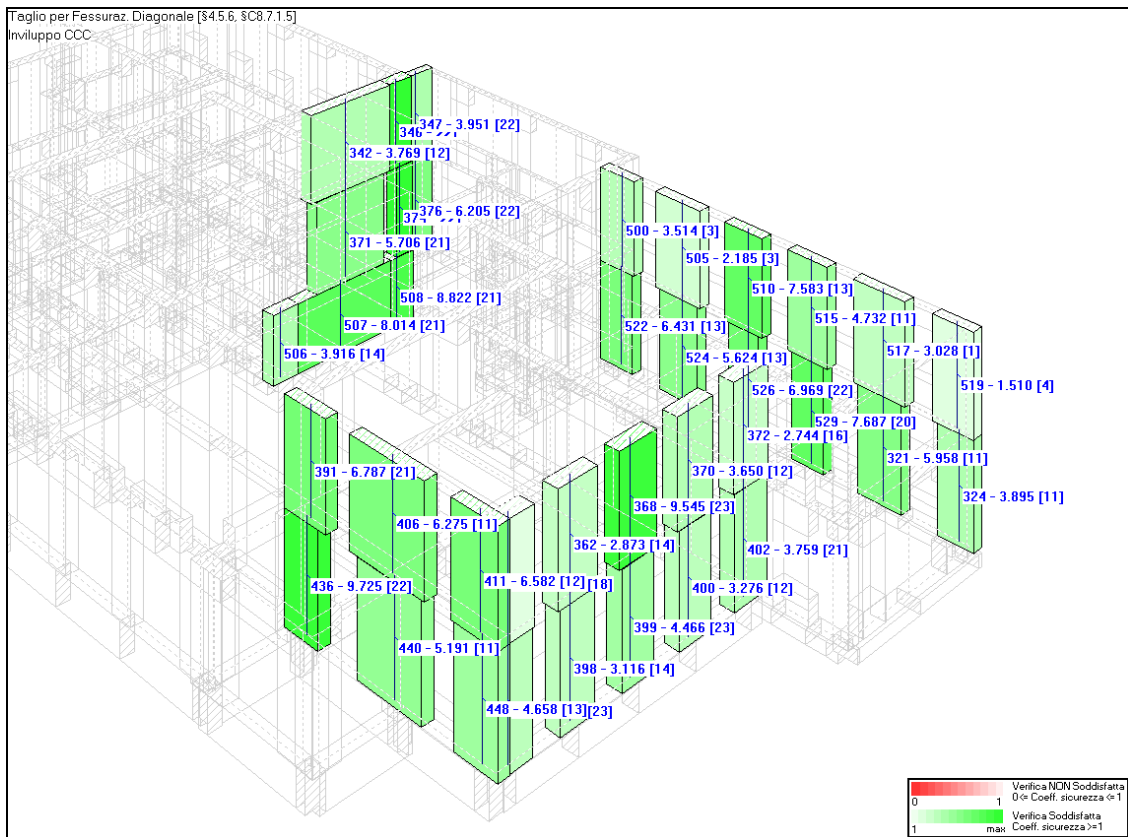 Taglio per Fessuraz. Diagonale [§4.5.6, §C8.7.1.5]
Inviluppo CCC
347 - 3.951 [22]
346
342 - 3.769 [12]
376 - 6.205 [22]
371 - 5.706 [21]
508 - 8.822 [21]
507 - 8.014 [21]
506 - 3.916 [14]
500 - 3.514 [3]
505 - 2.185 [3]
510 - 7.583 [13]
515 - 4.732 [11]
517 - 3.028 [1]
519 - 1.510 [4]
522 - 6.431 [13]
524 - 5.624 [13]
526 - 6.969 [22]
529 - 7.687 [20]
372 - 2.744 [16]
321 - 5.958 [11]
324 - 3.895 [11]
391 - 6.787 [21]
406 - 6.275 [11]
411 - 6.582 [12]
[18]
362 - 2.873 [14]
368 - 9.545 [23]
370 - 3.650 [12]
402 - 3.759 [21]
400 - 3.276 [12]
399 - 4.466 [23]
398 - 3.116 [14]
436 - 9.725 [22]
440 - 5.191 [11]
448 - 4.658 [13]
[23]
Verifica NON Soddisfatta
0<= Coeff. sicurezza <=1
0 1
Verifica Soddisfatta
Coeff. sicurezza >=1
1 max